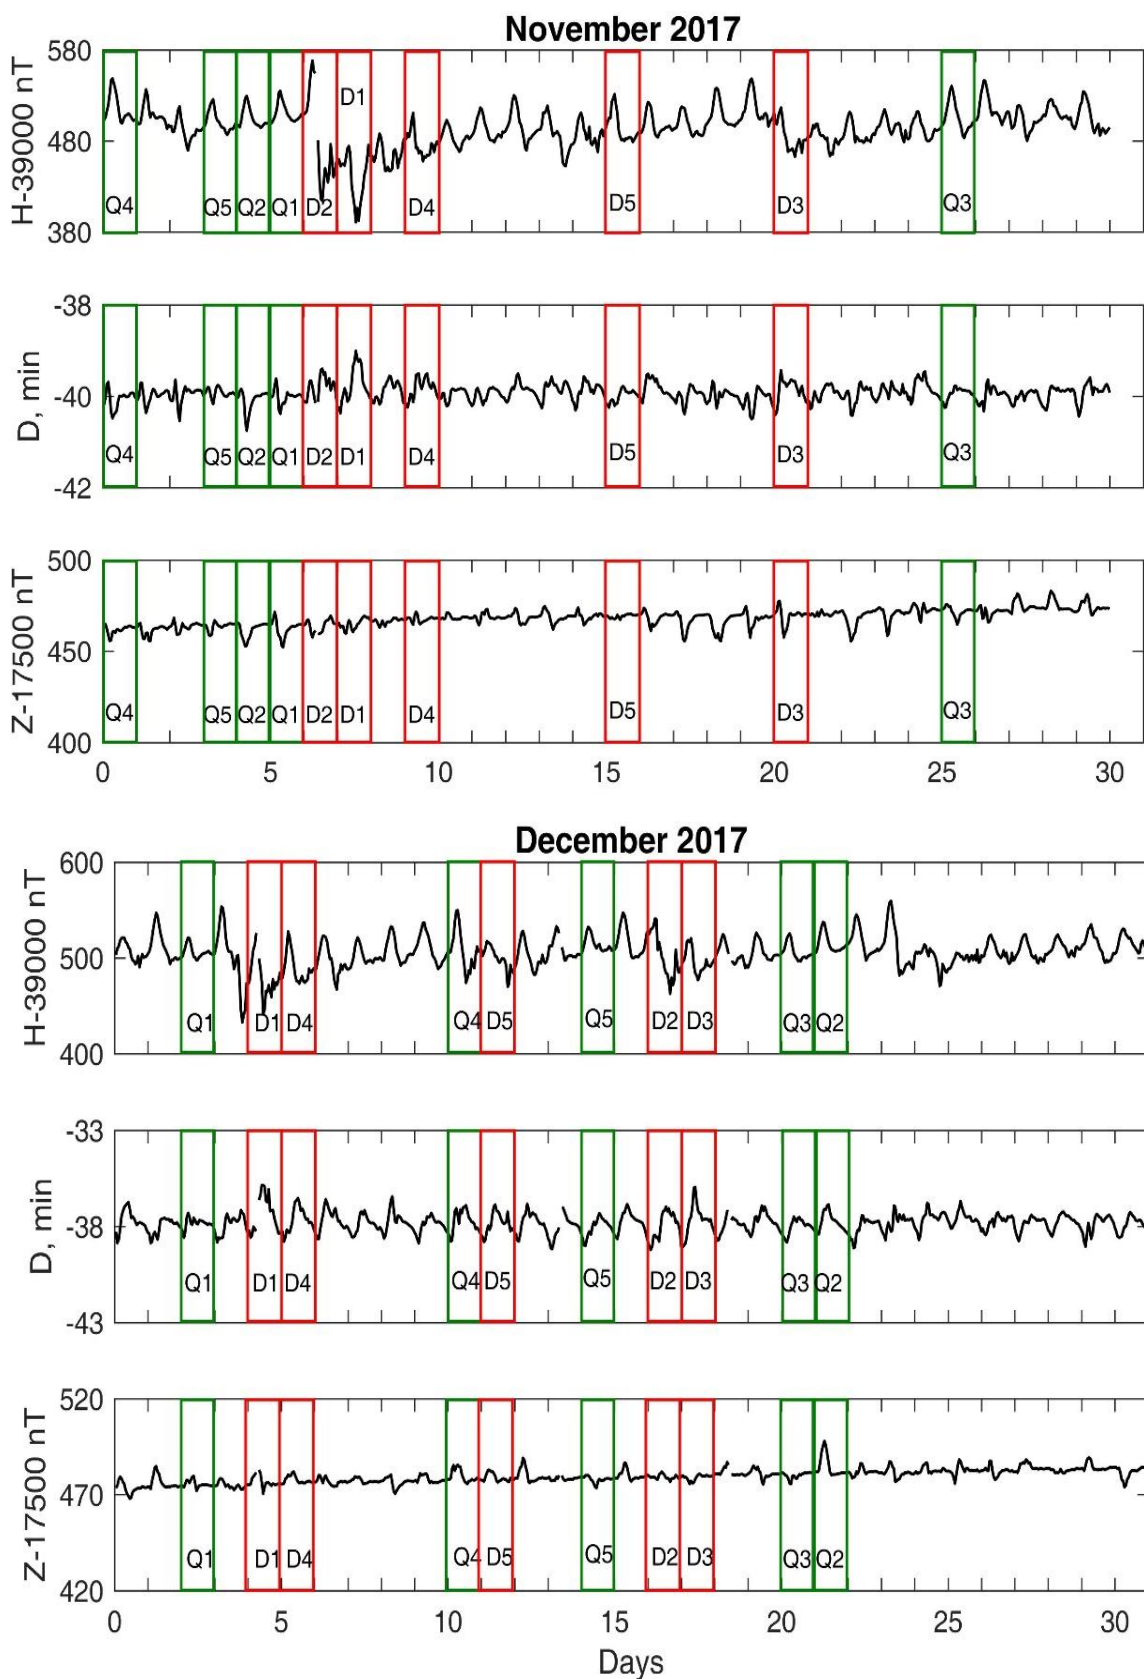 November 2017
H-39000 nT
580
480
380
D1
Q4 Q5 Q2 Q1 D2 D4 D5 D3 Q3
D, min
-38
-40
-42
Q4 Q5 Q2 Q1 D2 D1 D4 D5 D3 Q3
Z-17500 nT
500
450
400
Q4 Q5 Q2 Q1 D2 D1 D4 D5 D3 Q3
0 5 10 15 20 25 30
December 2017
H-39000 nT
600
500
400
Q1 D1 D4 Q4 D5 Q5 D2 D3 Q3 Q2
D, min
-33
-38
-43
Q1 D1 D4 Q4 D5 Q5 D2 D3 Q3 Q2
Z-17500 nT
520
470
420
Q1 D1 D4 Q4 D5 Q5 D2 D3 Q3 Q2
0 5 10 15 20 25 30
Days